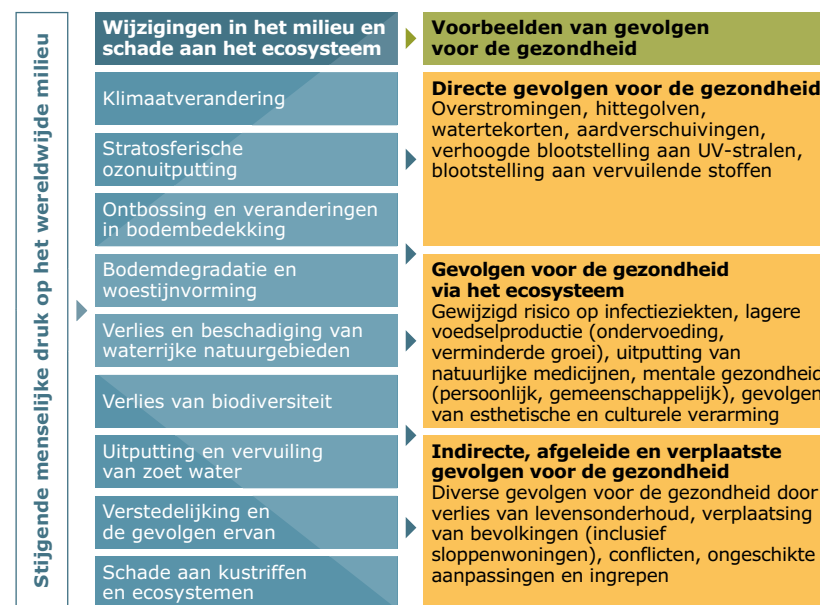 Stijgende menselijke druk op het wereldwijde milieu
Wijzigingen in het milieu en
schade aan het ecosysteem
Klimaatverandering
Stratosferische
ozonuitputting
Ontbossing en veranderingen
in bodembedekking
Bodemdegradatie en
woestijnvorming
Verlies en beschadiging van
waterrijke natuurgebieden
Verlies van biodiversiteit
Uitputting en vervuiling
van zoet water
Verstedelijking en
de gevolgen ervan
Schade aan kustriffen
en ecosystemen
Voorbeelden van gevolgen
voor de gezondheid
Directe gevolgen voor de gezondheid
Overstromingen, hittegolven,
watertekorten, aardverschuivingen,
verhoogde blootstelling aan UV-stralen,
blootstelling aan vervuilende stoffen
Gevolgen voor de gezondheid
via het ecosysteem
Gewijzigd risico op infectieziekten, lagere
voedselproductie (ondervoeding,
verminderde groei), uitputting van
natuurlijke medicijnen, mentale gezondheid
(persoonlijk, gemeenschappelijk), gevolgen
van esthetische en culturele verarming
Indirecte, afgeleide en verplaatste
gevolgen voor de gezondheid
Diverse gevolgen voor de gezondheid door
verlies van levensonderhoud, verplaatsing
van bevolkingen (inclusief
sloppenwoningen), conflicten, ongeschikte
aanpassingen en ingrepen